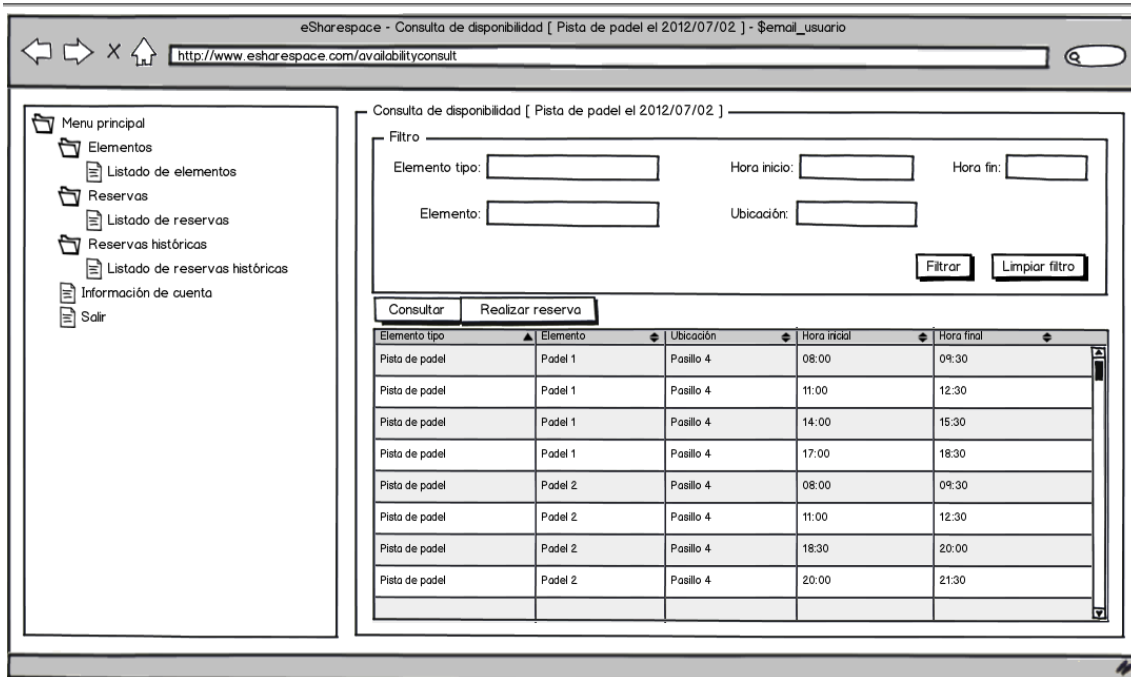 eSharespace - Consulta de disponibilidad [ Pista de padel el 2012/07/02 ] - $email_usuario
http://www.esharespace.com/availabilityconsult
Menu principal
Elementos
Listado de elementos
Reservas
Listado de reservas
Reservas históricas
Listado de reservas históricas
Información de cuenta
Salir
Consulta de disponibilidad [ Pista de padel el 2012/07/02 ]
Filtro
Elemento tipo: Hora inicio: Hora fin:
Elemento: Ubicación:
Filtrar Limpiar filtro
Consultar Realizar reserva
Elemento tipo Elemento Ubicación Hora inicial Hora final
Pista de padel Padel 1 Pasillo 4 08:00 09:30
Pista de padel Padel 1 Pasillo 4 11:00 12:30
Pista de padel Padel 1 Pasillo 4 14:00 15:30
Pista de padel Padel 1 Pasillo 4 17:00 18:30
Pista de padel Padel 2 Pasillo 4 08:00 09:30
Pista de padel Padel 2 Pasillo 4 11:00 12:30
Pista de padel Padel 2 Pasillo 4 18:30 20:00
Pista de padel Padel 2 Pasillo 4 20:00 21:30